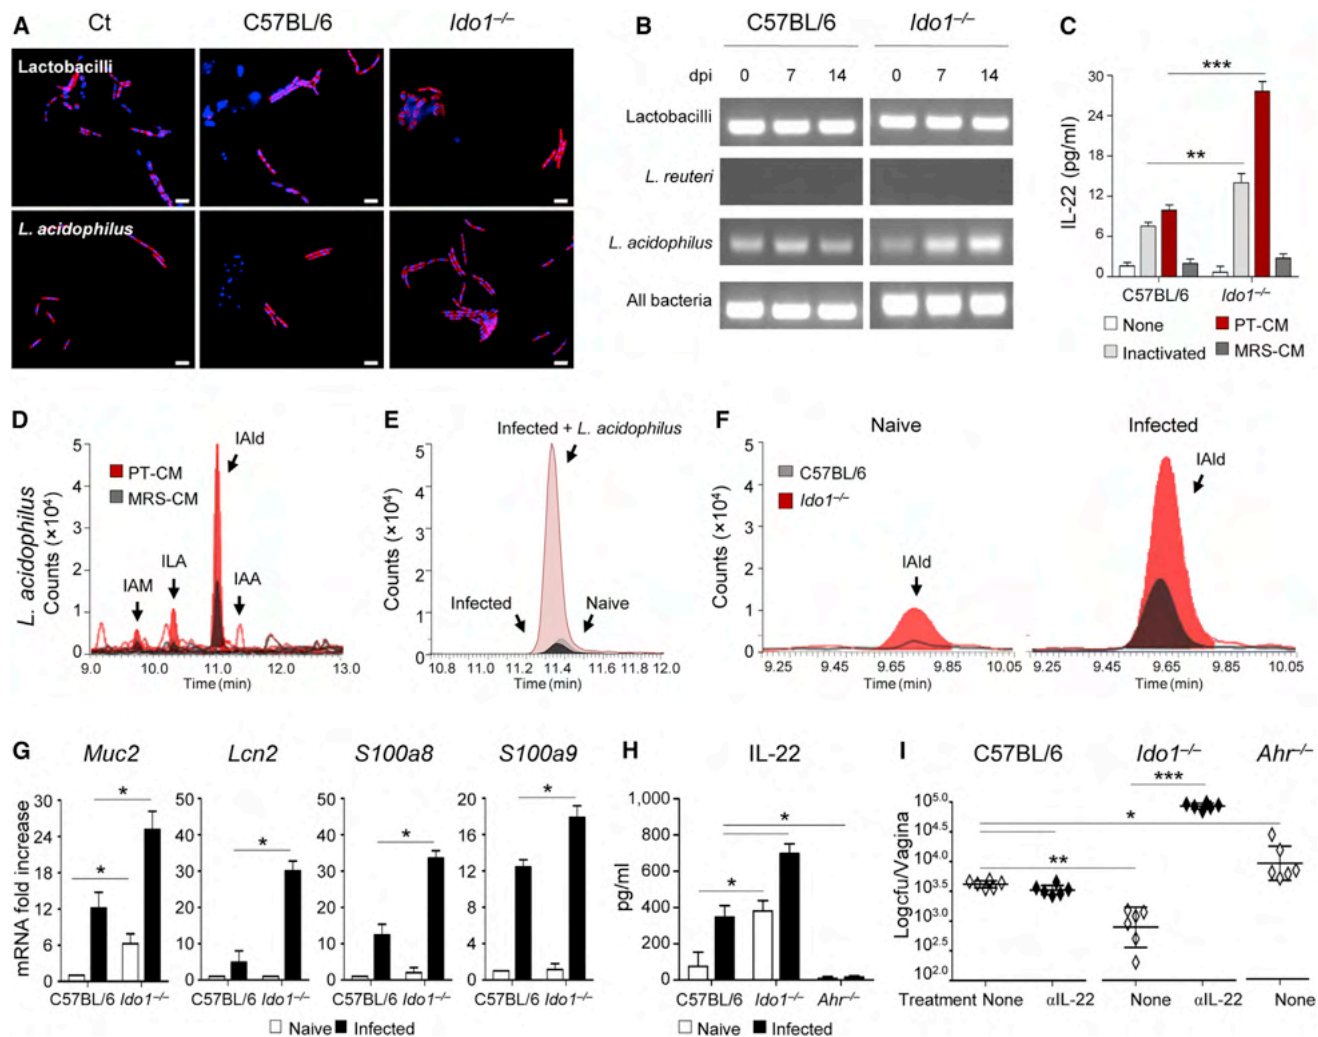 A
Ct
C57BL/6
Ido1–/–
Lactobacilli
L. acidophilus
B
C57BL/6
Ido1–/–
dpi
0 7 14 0 7 14
Lactobacilli
L. reuteri
L. acidophilus
All bacteria
C
IL-22 (pg/ml)
30
24
18
12
6
0
**
***
C57BL/6 Ido1–/–
None
PT-CM
Inactivated
MRS-CM
D
L. acidophilus
Counts (×10⁴)
5
4
3
2
1
0
PT-CM
MRS-CM
IAId
IAM
ILA
IAA
9.0 10.0 11.0 12.0 13.0
Time (min)
E
Counts (×10⁴)
5
4
3
2
1
0
Infected + L. acidophilus
Infected
Naive
10.8 11.0 11.2 11.4 11.6 11.8 12.0
Time (min)
F
Naive
Infected
Counts (×10⁴)
5
4
3
2
1
0
C57BL/6
Ido1–/–
IAId
IAId
9.25 9.45 9.65 9.85 10.05
Time (min)
9.25 9.45 9.65 9.85 10.05
Time (min)
G
mRNA fold increase
Muc2
30
24
18
12
6
0
*
*
C57BL/6 Ido1–/–
Lcn2
50
40
30
20
10
0
*
C57BL/6 Ido1–/–
S100a8
50
40
30
20
10
0
*
C57BL/6 Ido1–/–
S100a9
20
16
12
8
4
0
*
C57BL/6 Ido1–/–
Naive Infected
H
IL-22
pg/ml
1,000
800
600
400
200
0
*
*
C57BL/6 Ido1–/– Ahr–/–
Naive Infected
I
C57BL/6
Ido1–/–
Ahr–/–
Logcfu/Vagina
10⁵·⁰
10⁴·⁵
10⁴·⁰
10³·⁵
10³·⁰
10²·⁵
10²·⁰
***
*
**
Treatment None αIL-22 None αIL-22 None